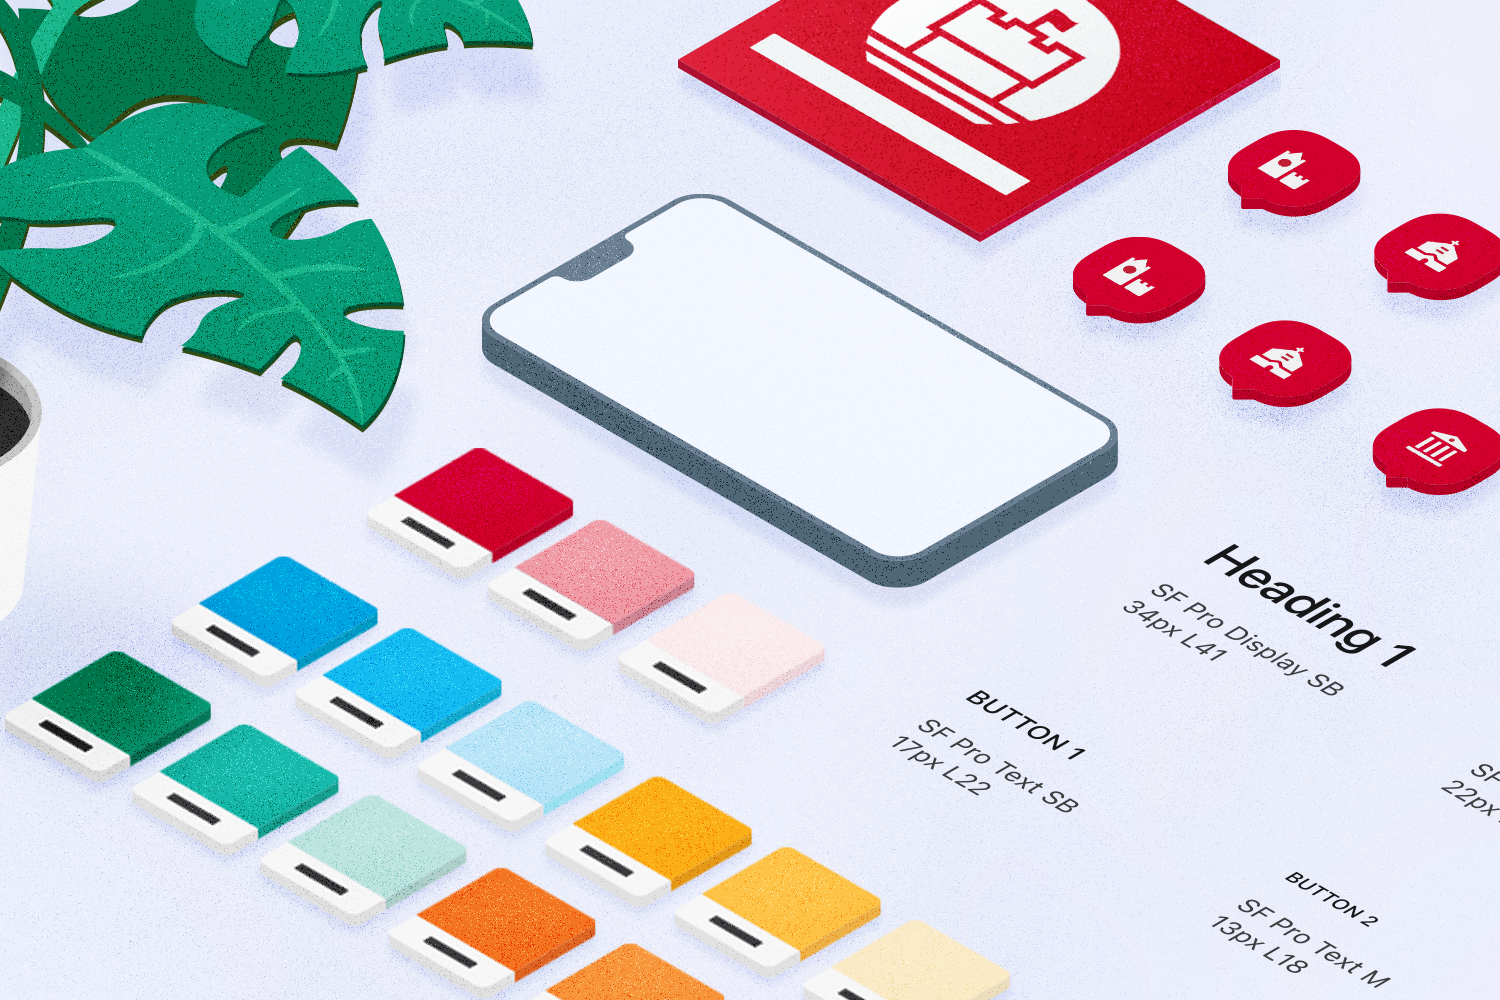 Heading 1
SF Pro Display SB
34px L41
BUTTON 1
SF Pro Text SB
17px L22
SF
22px
BUTTON 2
SF Pro Text M
13px L18